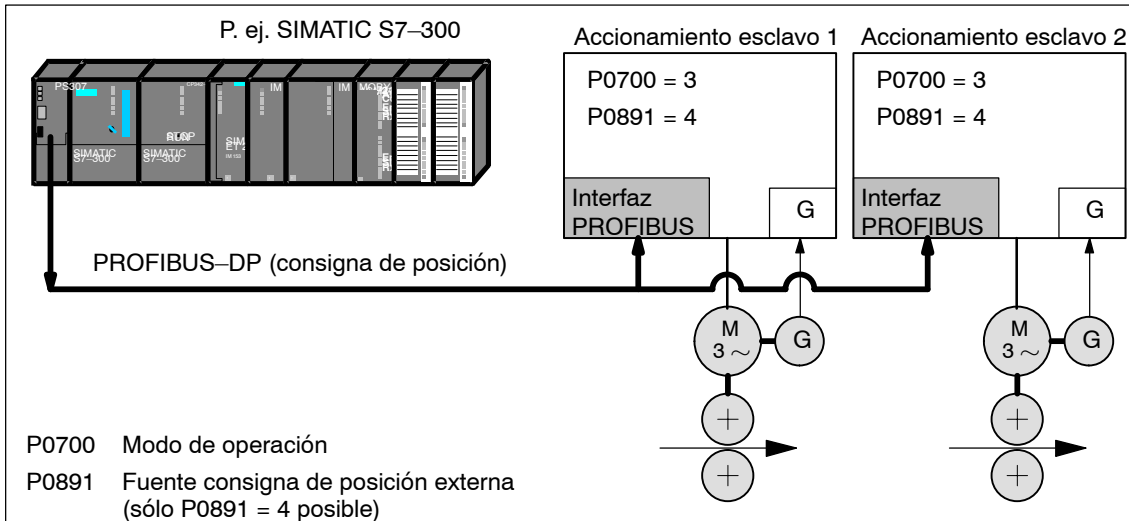 P. ej. SIMATIC S7–300
Accionamiento esclavo 1
Accionamiento esclavo 2
PS307
IM
IM
SIMATIC
S7–300
SIMATIC
S7–300
IM 153
P0700 = 3
P0891 = 4
Interfaz
PROFIBUS
G
P0700 = 3
P0891 = 4
Interfaz
PROFIBUS
G
PROFIBUS–DP (consigna de posición)
M
3 ~
G
M
3 ~
G
+
+
+
+
P0700 Modo de operación
P0891 Fuente consigna de posición externa
(sólo P0891 = 4 posible)